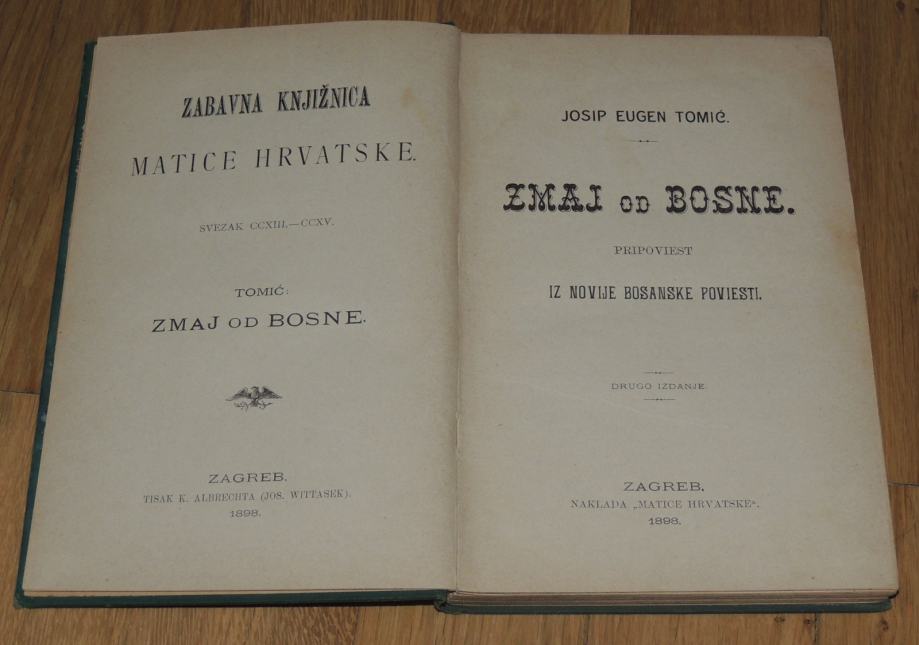 ZABAVNA KNJIŽNICA
MATICE HRVATSKE.
SVEZAK CCXIII.—CCXV.
TOMIĆ:
ZMAJ OD BOSNE.
ZAGREB.
TISAK K. ALBRECHTA (JOS. WITTASEK).
1898.
JOSIP EUGEN TOMIĆ.
ZMAJ OD BOSNE.
PRIPOVIEST
IZ NOVIJE BOSANSKE POVIESTI.
DRUGO IZDANJE.
ZAGREB.
NAKLADA „MATICE HRVATSKE“.
1898.